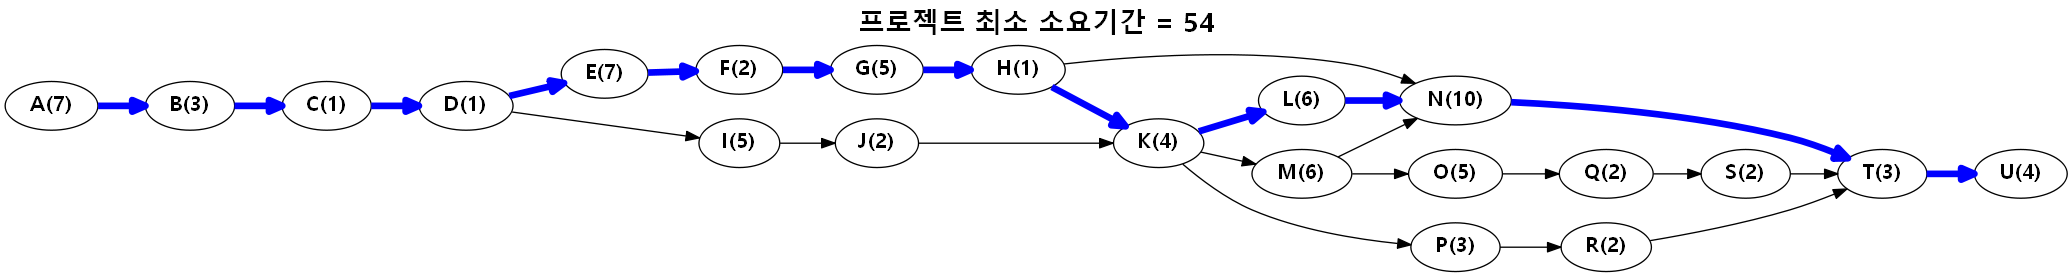 프로젝트 최소 소요기간 = 54
A(7)
B(3)
C(1)
D(1)
E(7)
F(2)
G(5)
H(1)
I(5)
J(2)
K(4)
L(6)
N(10)
M(6)
O(5)
Q(2)
S(2)
T(3)
U(4)
P(3)
R(2)